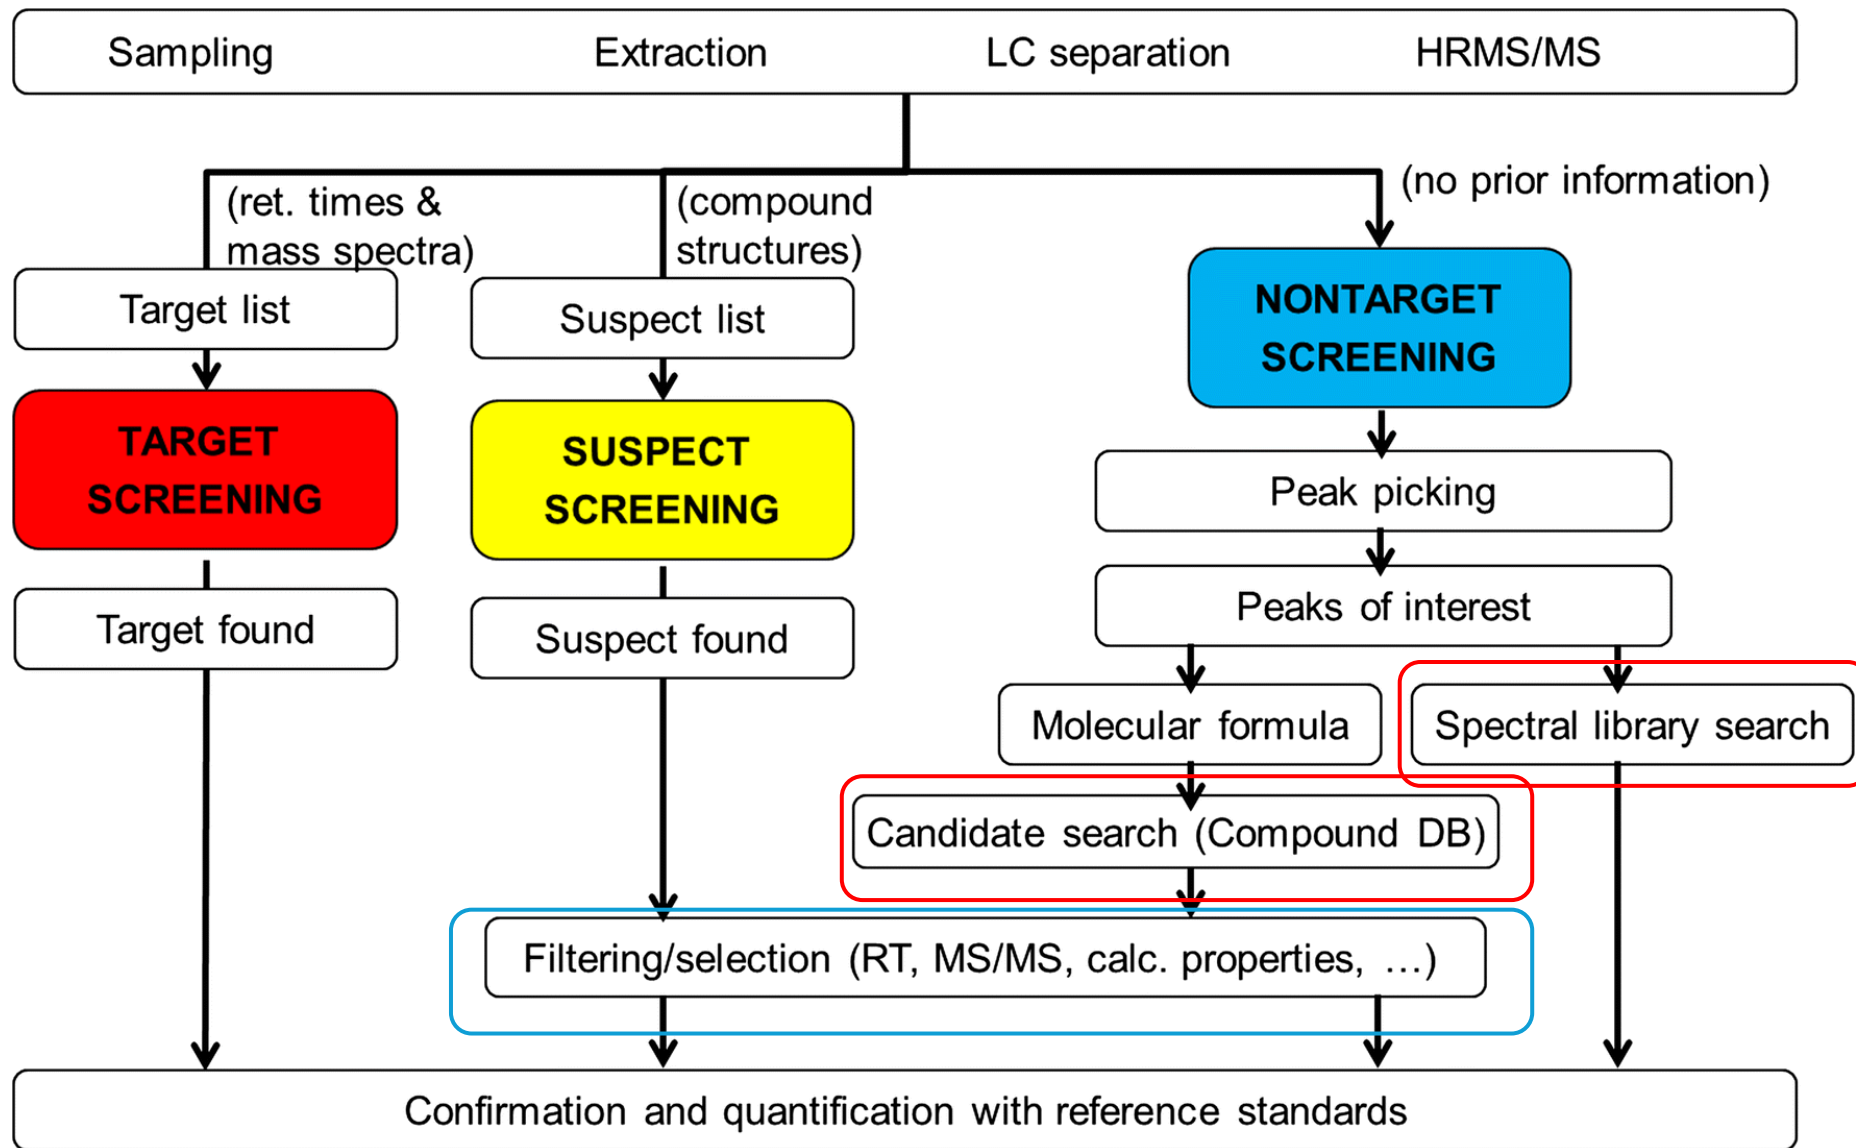 Sampling Extraction LC separation HRMS/MS
(ret. times &
mass spectra)
(compound
structures)
(no prior information)
Target list
Suspect list
NONTARGET
SCREENING
TARGET
SCREENING
SUSPECT
SCREENING
Peak picking
Peaks of interest
Target found
Suspect found
Molecular formula
Spectral library search
Candidate search (Compound DB)
Filtering/selection (RT, MS/MS, calc. properties, …)
Confirmation and quantification with reference standards